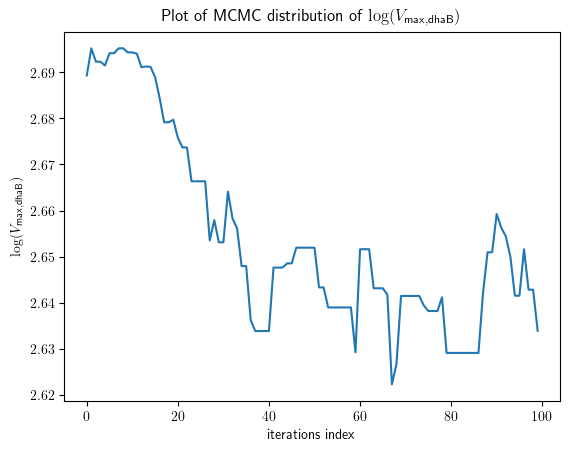 Plot of MCMC distribution of log(V_max,dhaB)
log(V_max,dhaB)
2.69
2.68
2.67
2.66
2.65
2.64
2.63
2.62
0 20 40 60 80 100
iterations index